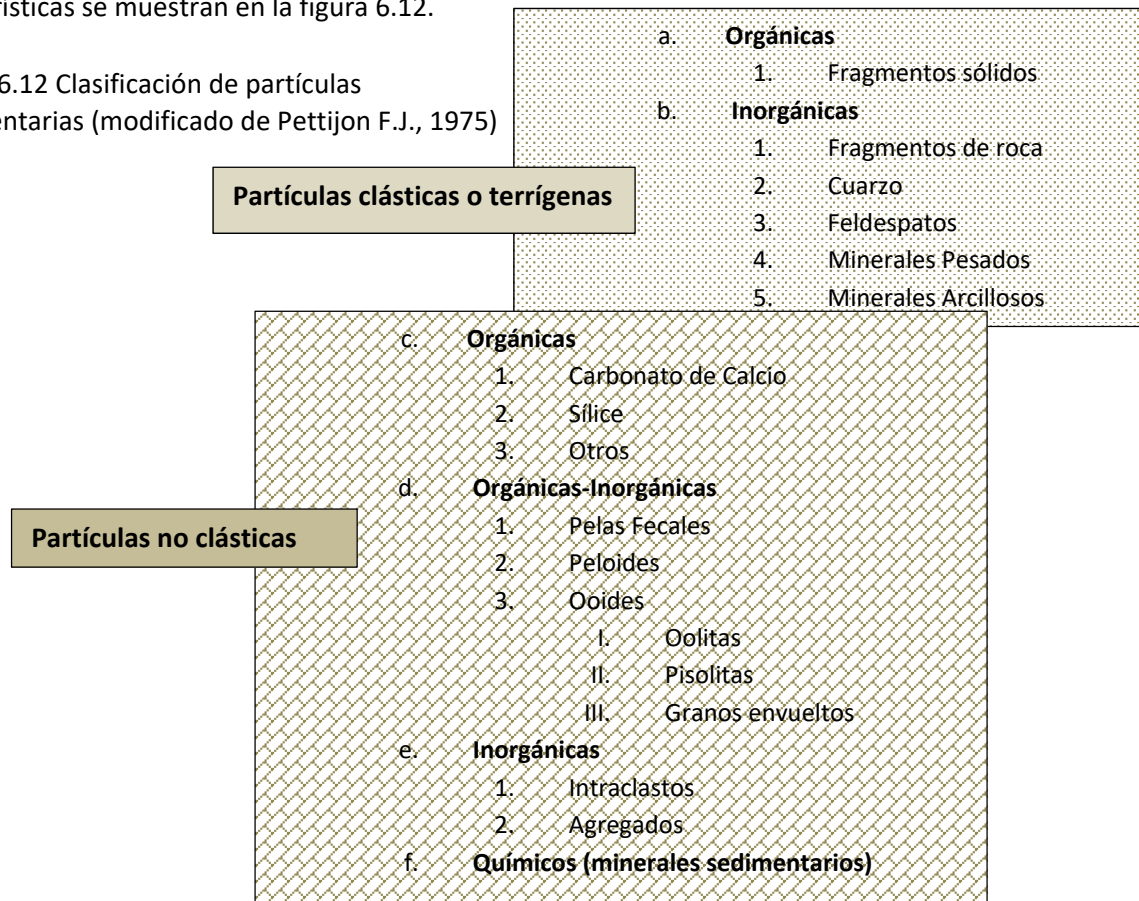 rísticas se muestran en la figura 6.12.
6.12 Clasificación de partículas
entarias (modificado de Pettijon F.J., 1975)
Partículas clásticas o terrígenas
a. Orgánicas
1. Fragmentos sólidos
b. Inorgánicas
1. Fragmentos de roca
2. Cuarzo
3. Feldespatos
4. Minerales Pesados
5. Minerales Arcillosos
Partículas no clásticas
c. Orgánicas
1. Carbonato de Calcio
2. Sílice
3. Otros
d. Orgánicas-Inorgánicas
1. Pelas Fecales
2. Peloides
3. Ooides
I. Oolitas
II. Pisolitas
III. Granos envueltos
e. Inorgánicas
1. Intraclastos
2. Agregados
f. Químicos (minerales sedimentarios)